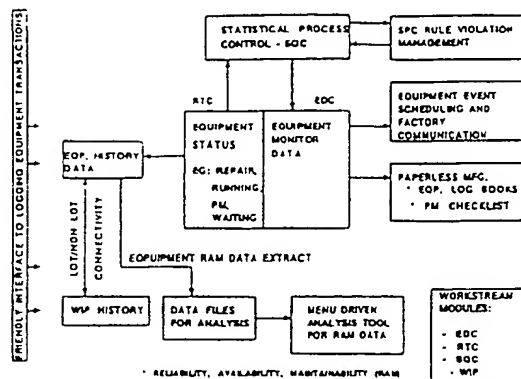 FRIENDLY INTERFACE TO LOGGING EQUIPMENT TRANSACTIONS
STATISTICAL PROCESS
CONTROL - SQC
SPC RULE VIOLATION
MANAGEMENT
RTC
EDC
EQUIPMENT
STATUS
EG: REPAIR,
RUNNING,
PM,
WAITING
EQUIPMENT
MONITOR
DATA
EQUIPMENT EVENT
SCHEDULING AND
FACTORY
COMMUNICATION
EQP. HISTORY
DATA
PAPERLESS MFG.
* EQP. LOG BOOKS
* PM CHECKLIST
LOT/NON LOT
CONNECTIVITY
EQPUIPMENT RAM DATA EXTRACT
WIP HISTORY
DATA FILES
FOR ANALYSIS
MENU DRIVEN
ANALYSIS TOOL
FOR RAM DATA
WORKSTREAM
MODULES:
- EDC
- RTC
- SQC
- WIP
* RELIABILITY, AVAILABILITY, MAINTAINABILITY (RAM)